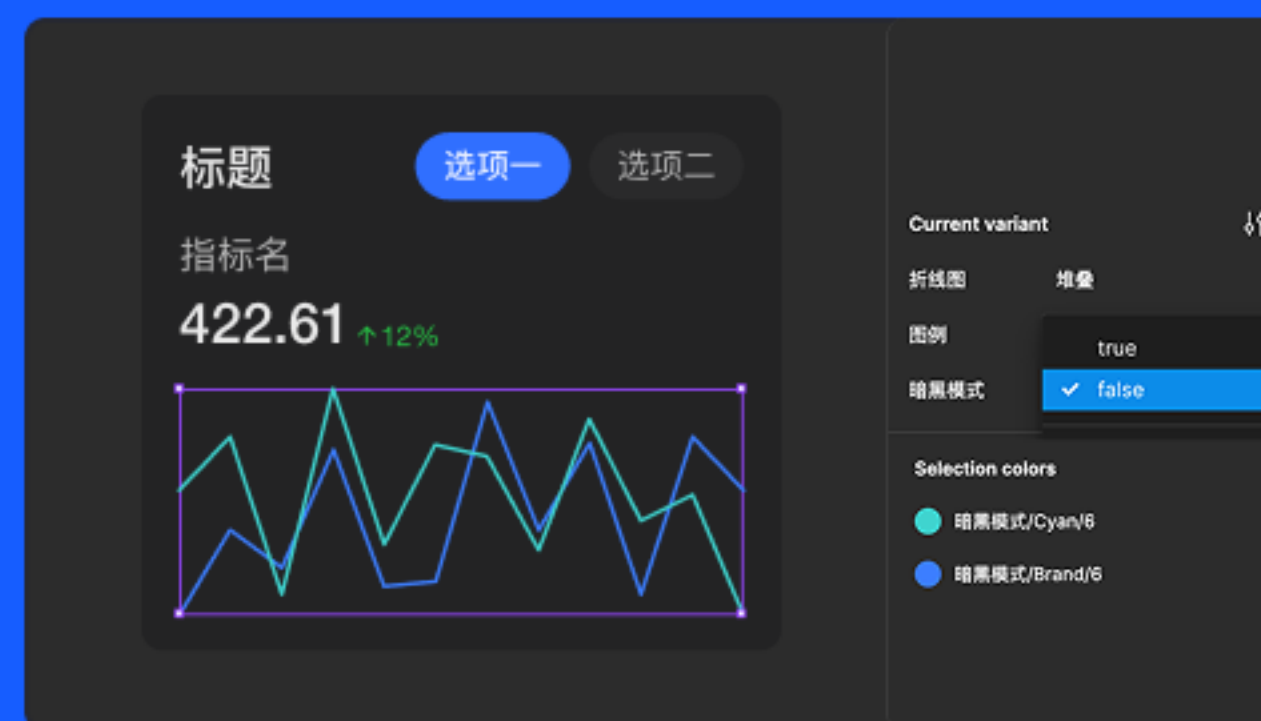 标题
选项一
选项二
指标名
422.61 ↑12%
Current variant
折线图 堆叠
图例
true
暗黑模式
false
Selection colors
暗黑模式/Cyan/6
暗黑模式/Brand/6